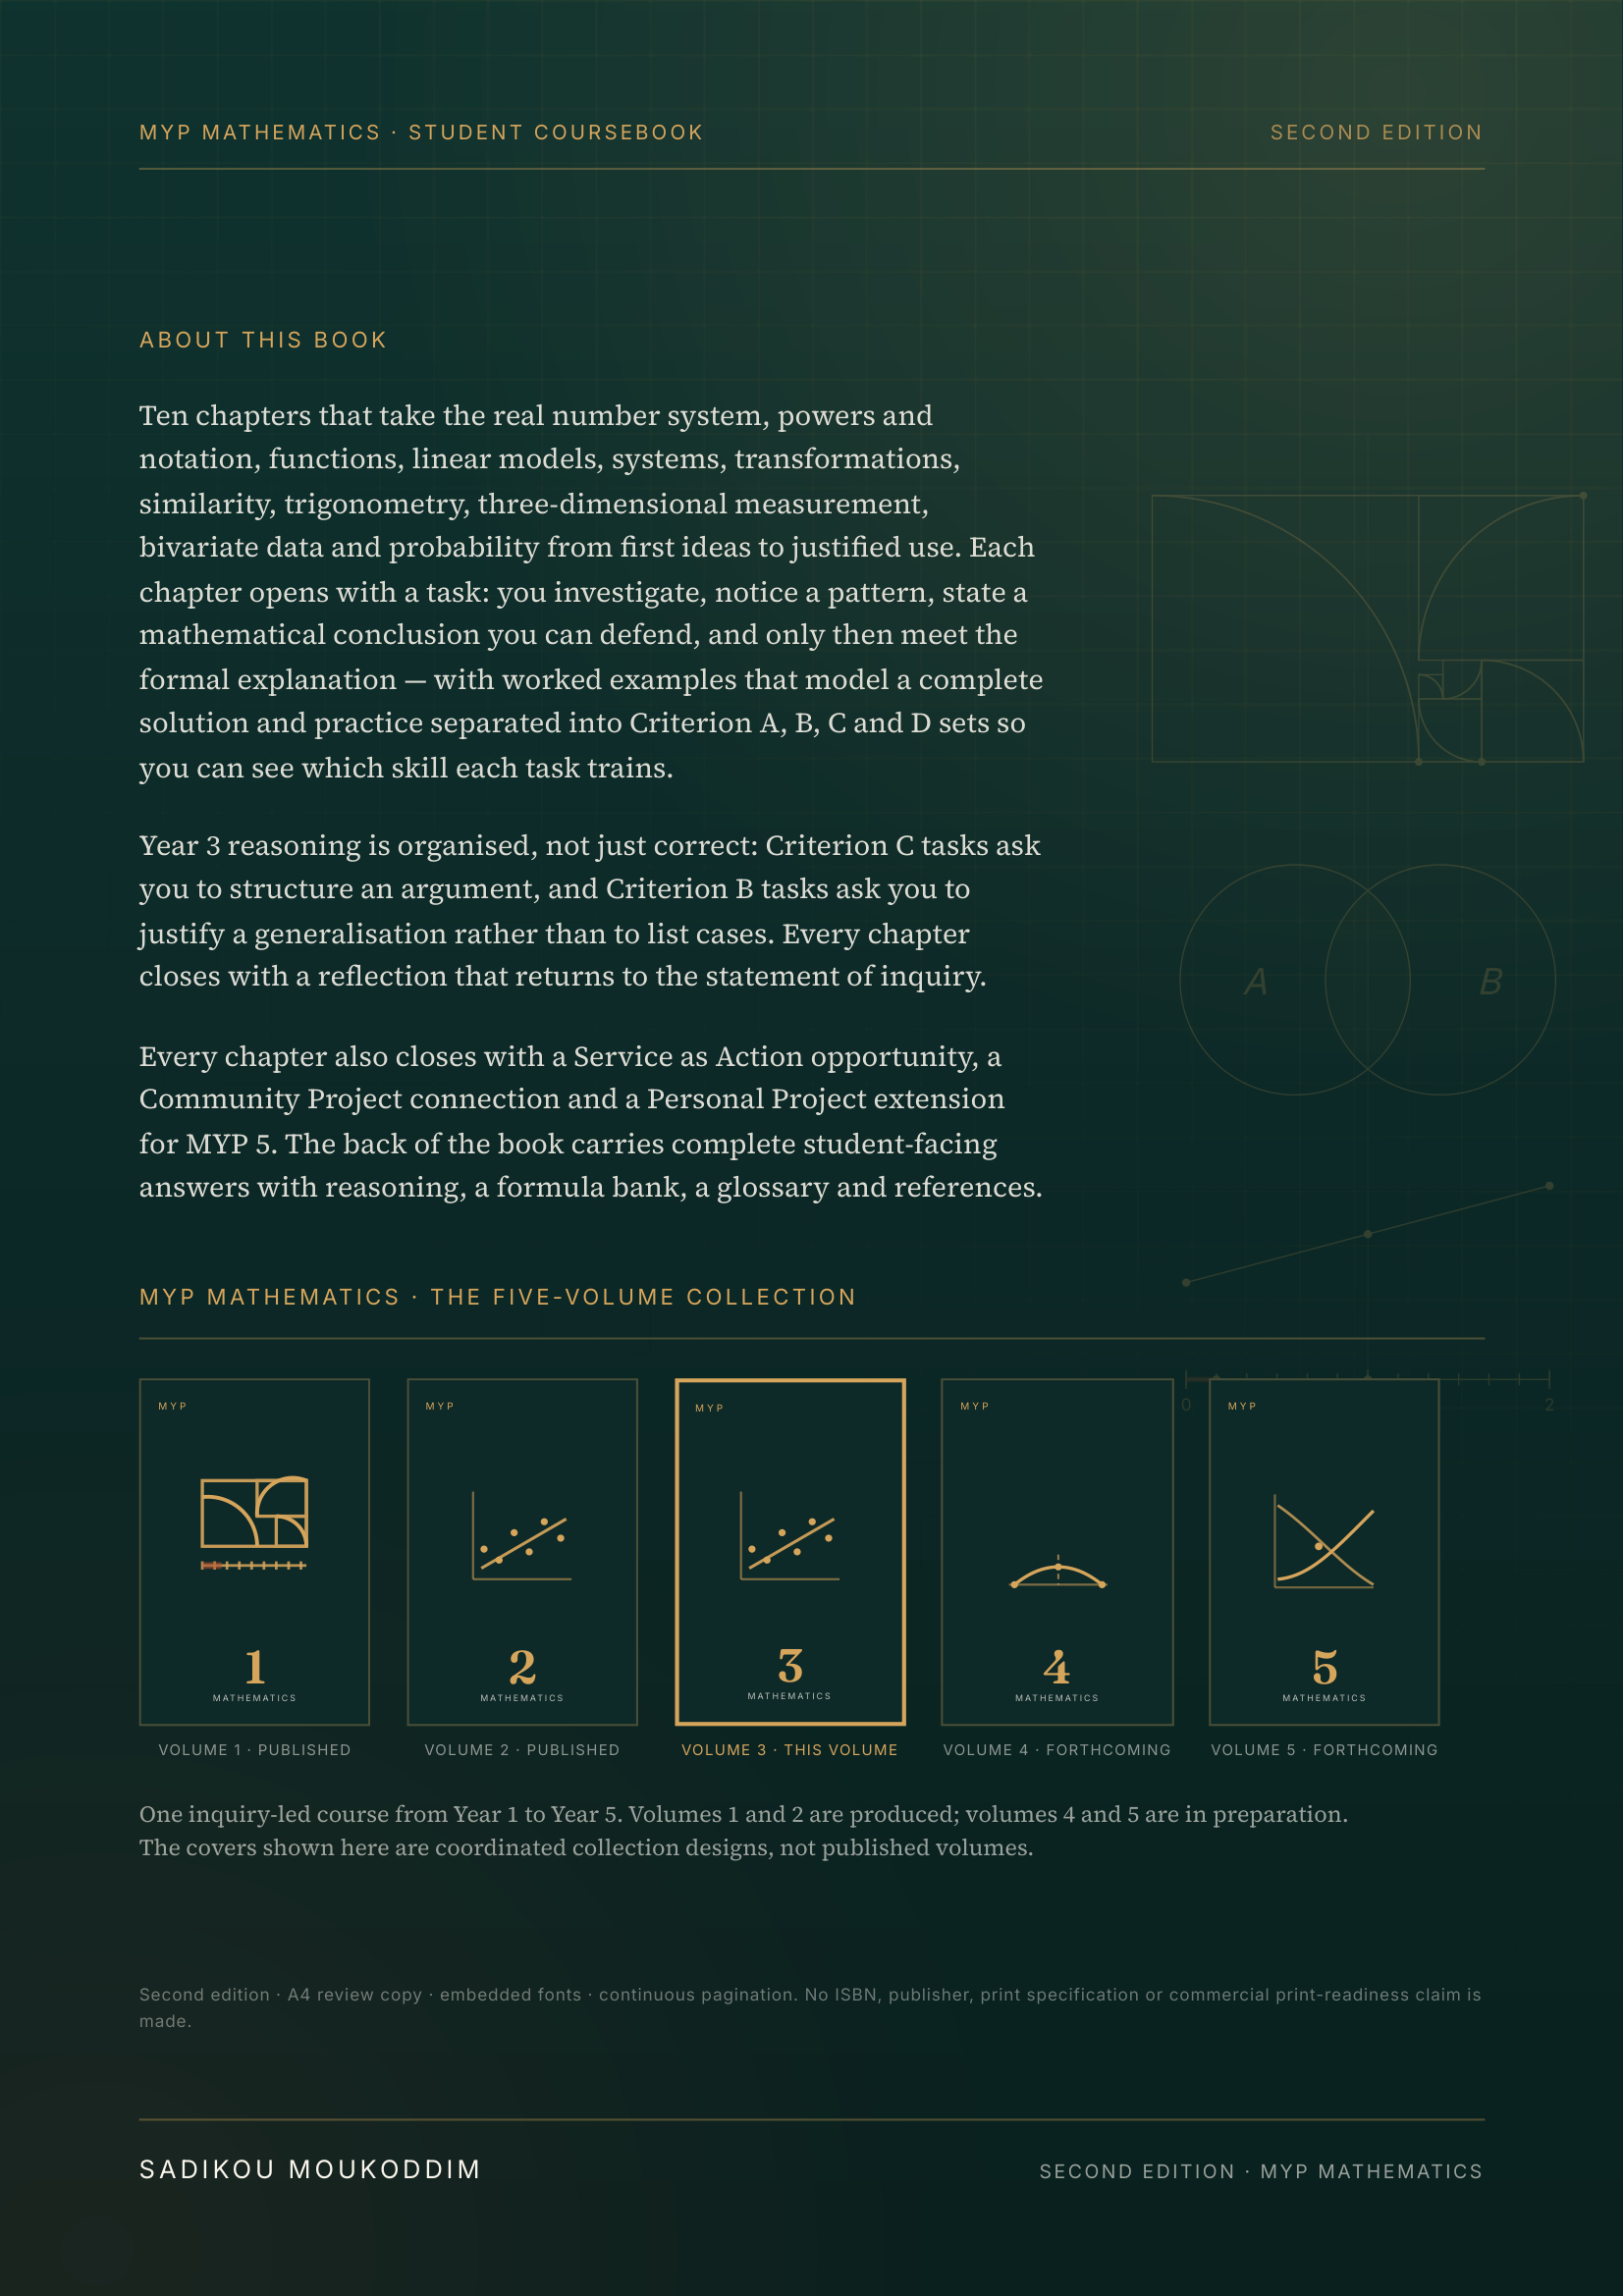 MYP MATHEMATICS · STUDENT COURSEBOOK
SECOND EDITION
ABOUT THIS BOOK
Ten chapters that take the real number system, powers and
notation, functions, linear models, systems, transformations,
similarity, trigonometry, three-dimensional measurement,
bivariate data and probability from first ideas to justified use. Each
chapter opens with a task: you investigate, notice a pattern, state a
mathematical conclusion you can defend, and only then meet the
formal explanation — with worked examples that model a complete
solution and practice separated into Criterion A, B, C and D sets so
you can see which skill each task trains.
Year 3 reasoning is organised, not just correct: Criterion C tasks ask
you to structure an argument, and Criterion B tasks ask you to
justify a generalisation rather than to list cases. Every chapter
closes with a reflection that returns to the statement of inquiry.
A
B
Every chapter also closes with a Service as Action opportunity, a
Community Project connection and a Personal Project extension
for MYP 5. The back of the book carries complete student-facing
answers with reasoning, a formula bank, a glossary and references.
MYP MATHEMATICS · THE FIVE-VOLUME COLLECTION
0
2
MYP
1
MATHEMATICS
VOLUME 1 · PUBLISHED
MYP
2
MATHEMATICS
VOLUME 2 · PUBLISHED
MYP
3
MATHEMATICS
VOLUME 3 · THIS VOLUME
MYP
4
MATHEMATICS
VOLUME 4 · FORTHCOMING
MYP
5
MATHEMATICS
VOLUME 5 · FORTHCOMING
One inquiry-led course from Year 1 to Year 5. Volumes 1 and 2 are produced; volumes 4 and 5 are in preparation.
The covers shown here are coordinated collection designs, not published volumes.
Second edition · A4 review copy · embedded fonts · continuous pagination. No ISBN, publisher, print specification or commercial print-readiness claim is
made.
SADIKOU MOUKODDIM
SECOND EDITION · MYP MATHEMATICS